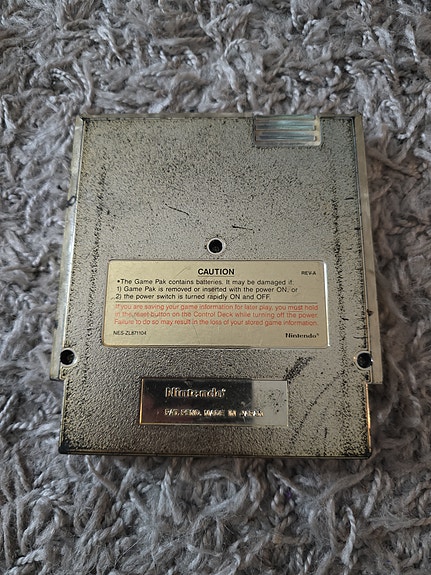 CAUTION
REV-A
•The Game Pak contains batteries. It may be damaged if:
1) Game Pak is removed or inserted with the power ON, or
2) the power switch is turned rapidly ON and OFF.
If you are saving your game information for later play, you must hold
in the reset button on the Control Deck while turning off the power.
Failure to do so may result in the loss of your stored game information.
NES-ZL871104
Nintendo®
Nintendo®
PAT. PEND. MADE IN JAPAN